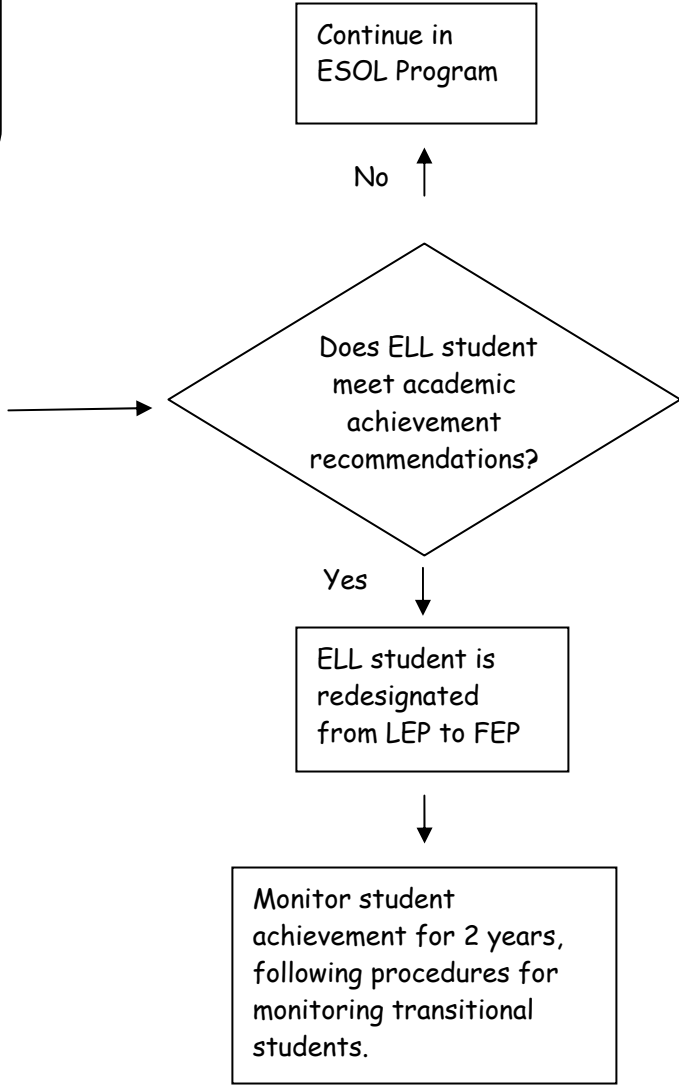 Continue in
ESOL Program
No
Does ELL student
meet academic
achievement
recommendations?
Yes
ELL student is
redesignated
from LEP to FEP
Monitor student
achievement for 2 years,
following procedures for
monitoring transitional
students.